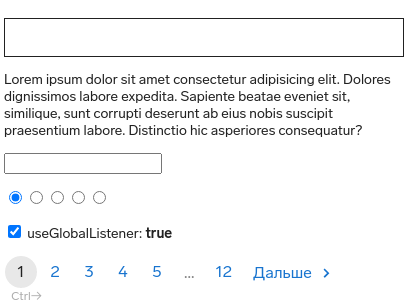 Lorem ipsum dolor sit amet consectetur adipisicing elit. Dolores
dignissimos labore expedita. Sapiente beatae eveniet sit,
similique, sunt corrupti deserunt ab eius nobis suscipit
praesentium labore. Distinctio hic asperiores consequatur?
useGlobalListener: true
1 2 3 4 5 ... 12 Дальше >
Ctrl→